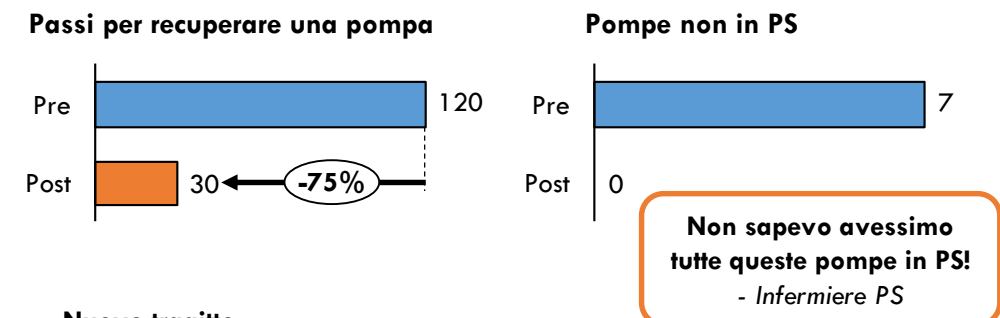 Passi per recuperare una pompa
Pre
120
Post
30
-75%
Pompe non in PS
Pre
7
Post
0
Non sapevo avessimo
tutte queste pompe in PS!
- Infermiere PS